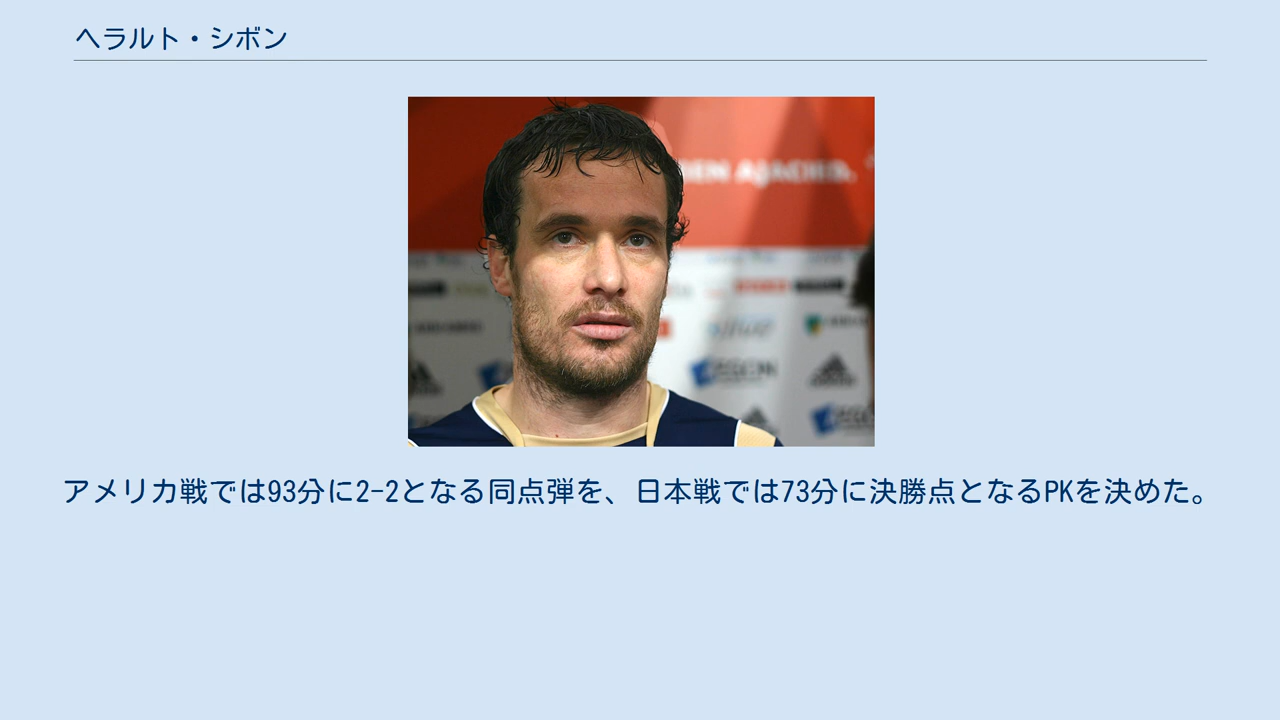 ヘラルト・シボン
AJACIED.
アメリカ戦では93分に2-2となる同点弾を、日本戦では73分に決勝点となるPKを決めた。